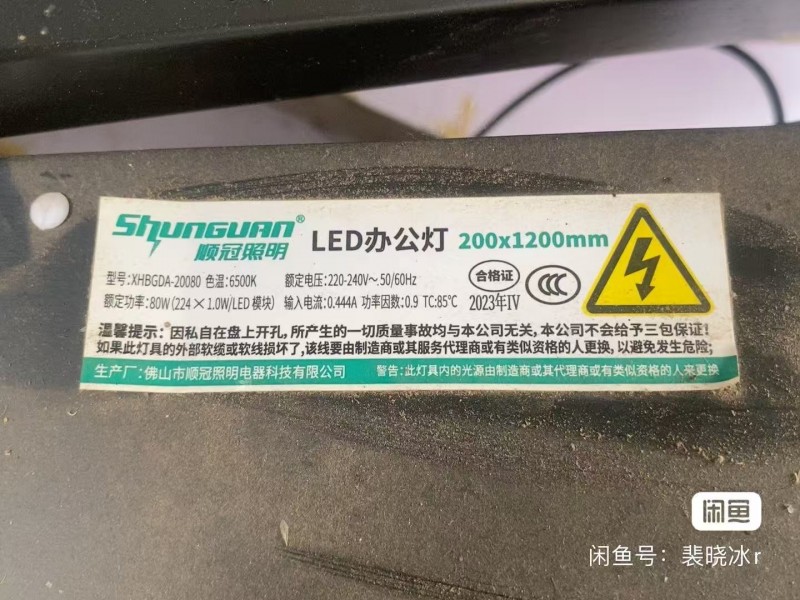 ShunGuan®
顺冠照明
LED办公灯 200x1200mm
型号:XHBGDA-20080 色温:6500K 额定电压:220-240V～50/60Hz
额定功率:80W(224×1.0W/LED 模块) 输入电流:0.444A 功率因数:0.9 TC:85℃
合格证
CCC
2023年IV
温馨提示:因私自在盘上开孔,所产生的一切质量事故均与本公司无关,本公司不会给予三包保证!
如果此灯具的外部软缆或软线损坏了,该线要由制造商或其服务代理商或有类似资格的人更换,以避免发生危险;
生产厂:佛山市顺冠照明电器科技有限公司 警告:此灯具内的光源由制造商或其代理商或有类似资格的人来更换
闲鱼
闲鱼号：裴晓冰r